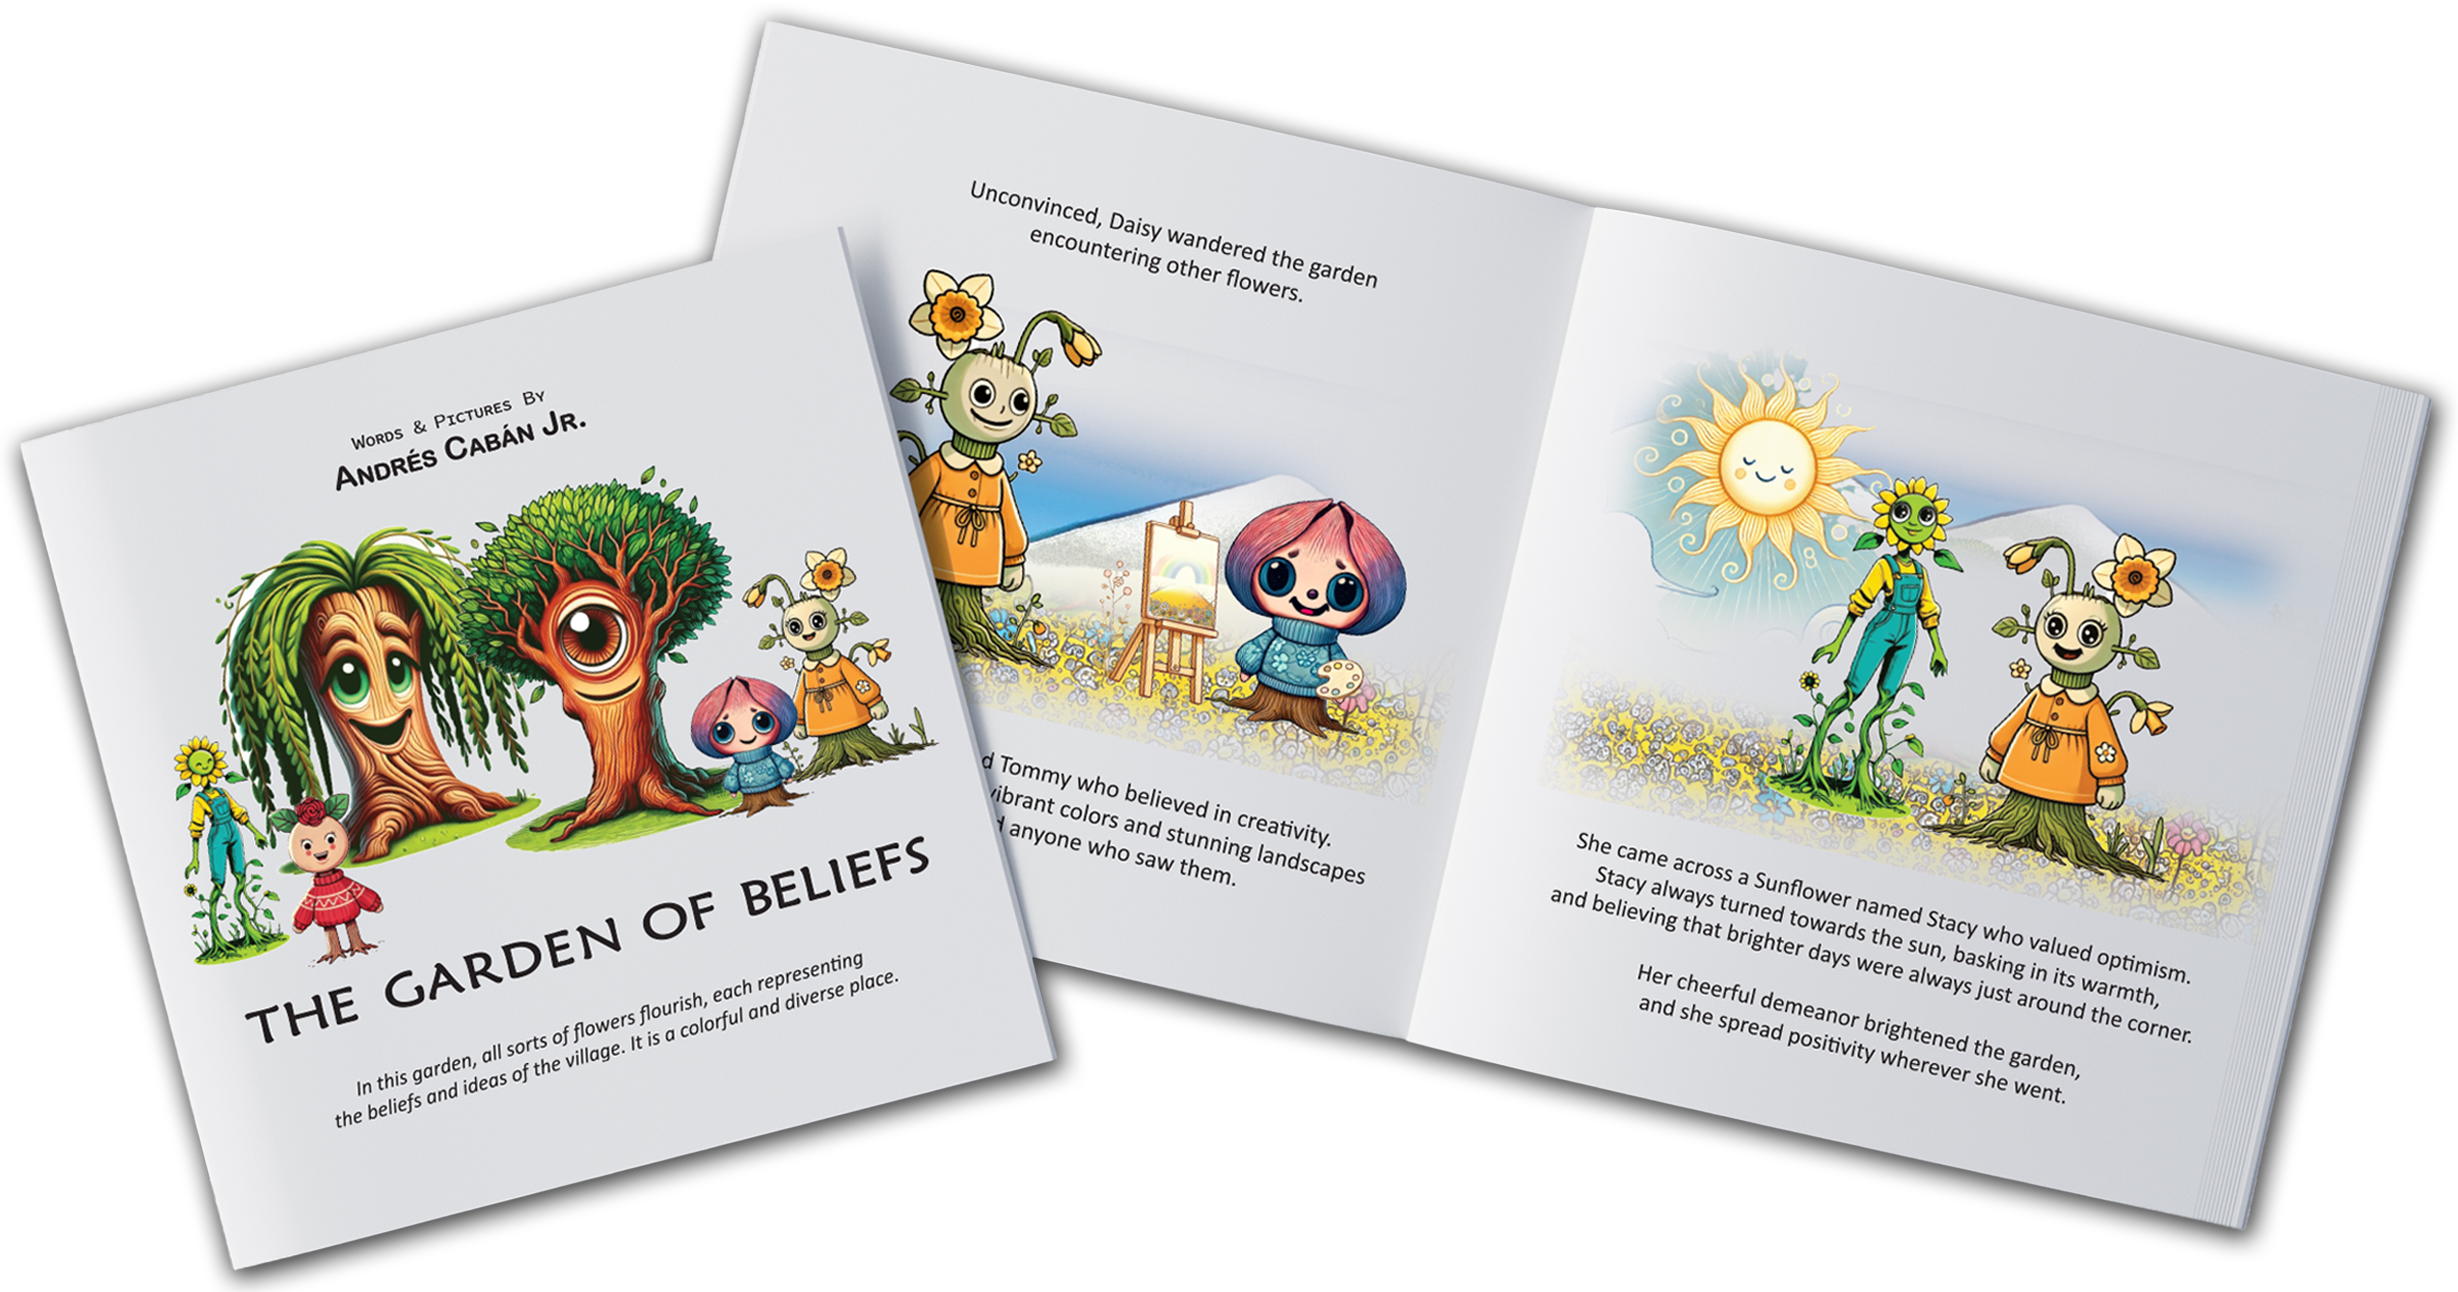 WORDS & PICTURES BY
ANDRÉS CABÁN JR.
THE GARDEN OF BELIEFS
In this garden, all sorts of flowers flourish, each representing
the beliefs and ideas of the village. It is a colorful and diverse place.
Unconvinced, Daisy wandered the garden
encountering other flowers.
Tommy who believed in creativity.
vibrant colors and stunning landscapes
anyone who saw them.
She came across a Sunflower named Stacy who valued optimism.
Stacy always turned towards the sun, basking in its warmth,
and believing that brighter days were always just around the corner.
Her cheerful demeanor brightened the garden,
and she spread positivity wherever she went.